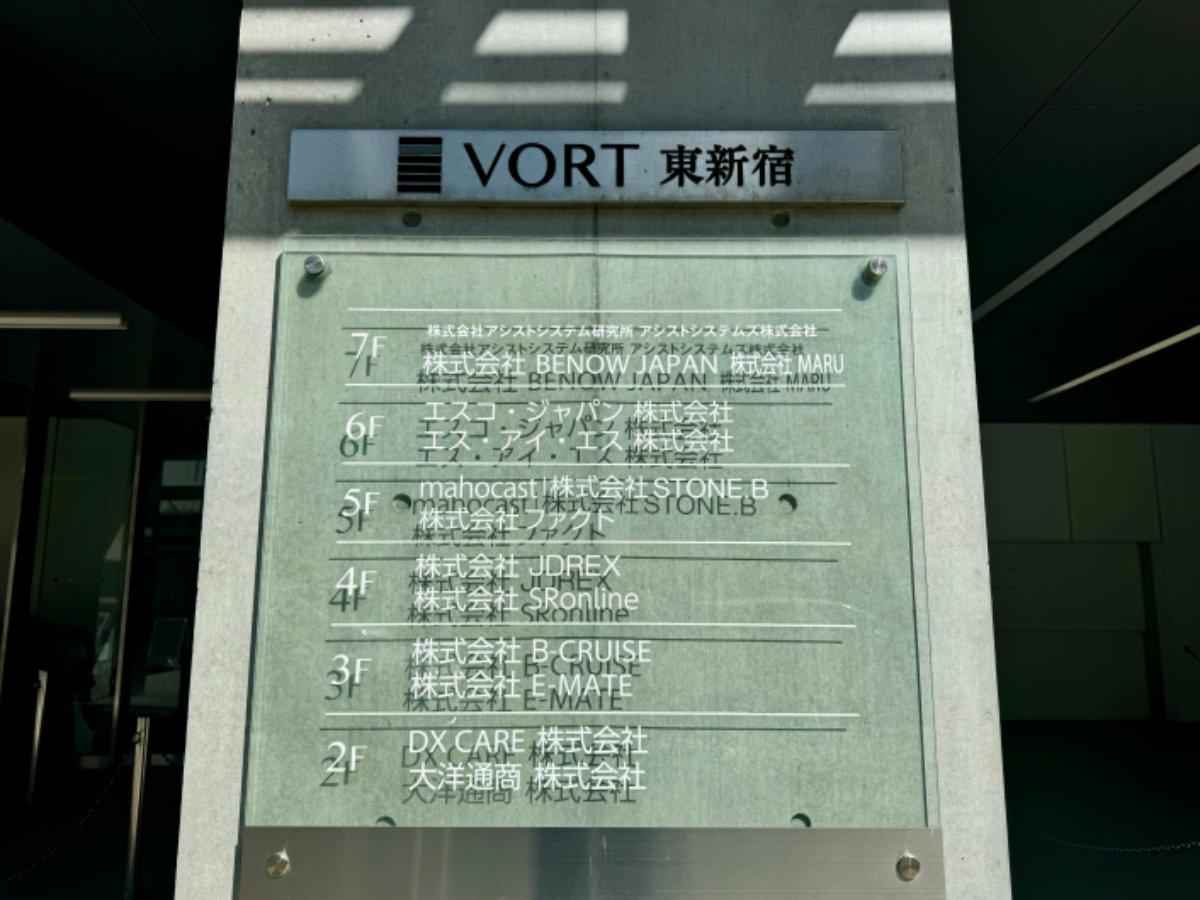 VORT 東新宿
7F
株式会社アシストシステム研究所 アシストシステムズ株式会社
株式会社 BENOW JAPAN 株式会社 MARU
6F
エスコ・ジャパン 株式会社
エス・アイ・エス 株式会社
5F
mahocast|株式会社STONE.B
株式会社ファクト
4F
株式会社 JDREX
株式会社 SRonline
3F
株式会社 B-CRUISE
株式会社 E-MATE
2F
DX CARE 株式会社
大洋通商 株式会社